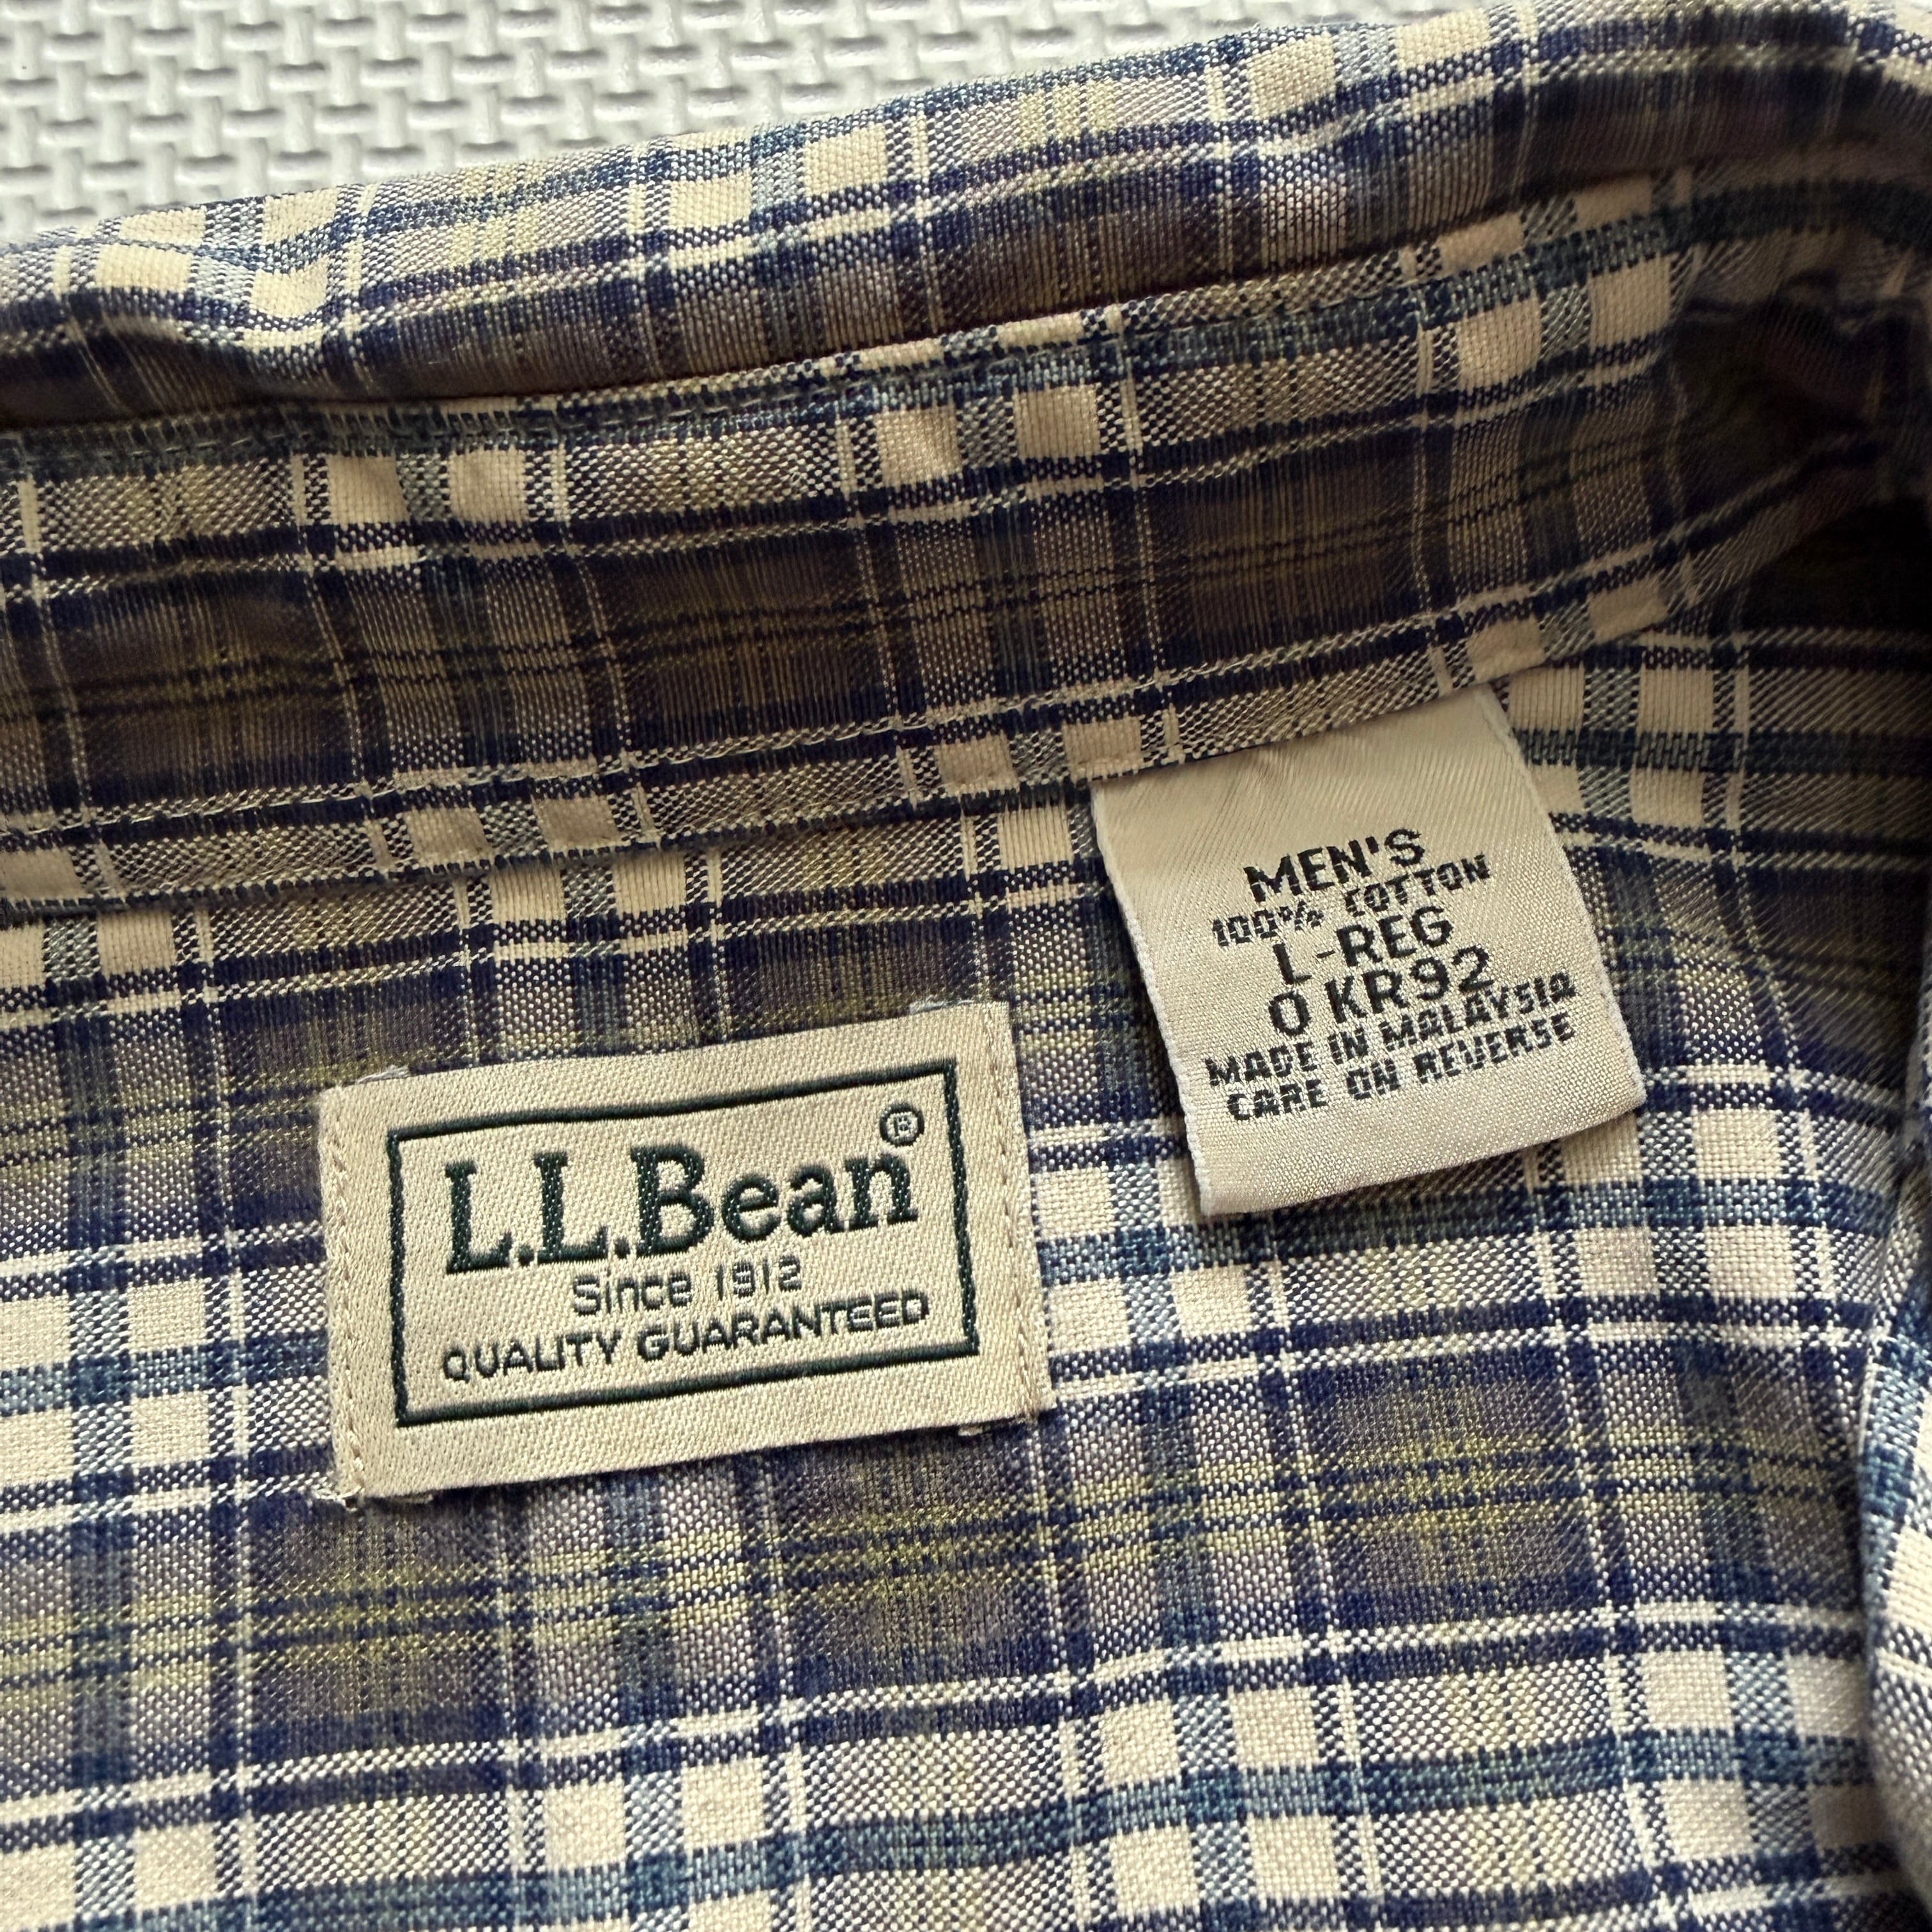 MEN'S
100% COTTON
L-REG
0 KR92
MADE IN MALAYSIA
CARE ON REVERSE
L.L.Bean®
Since 1912
QUALITY GUARANTEED